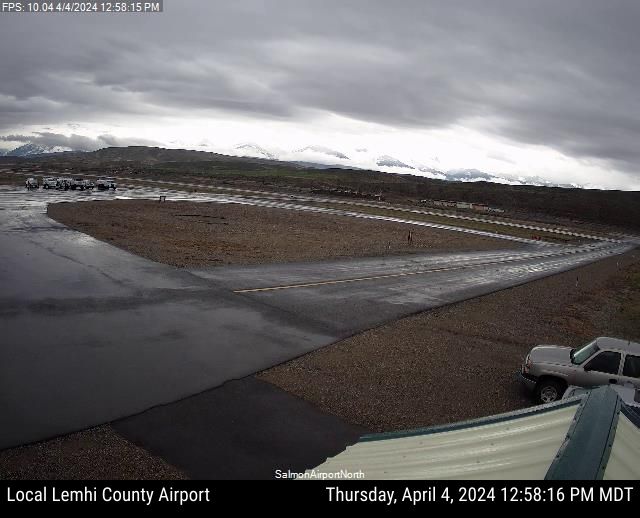 FPS: 10.04 4/4/2024 12:58:15 PM
SalmonAirportNorth
Local Lemhi County Airport
Thursday, April 4, 2024 12:58:16 PM MDT